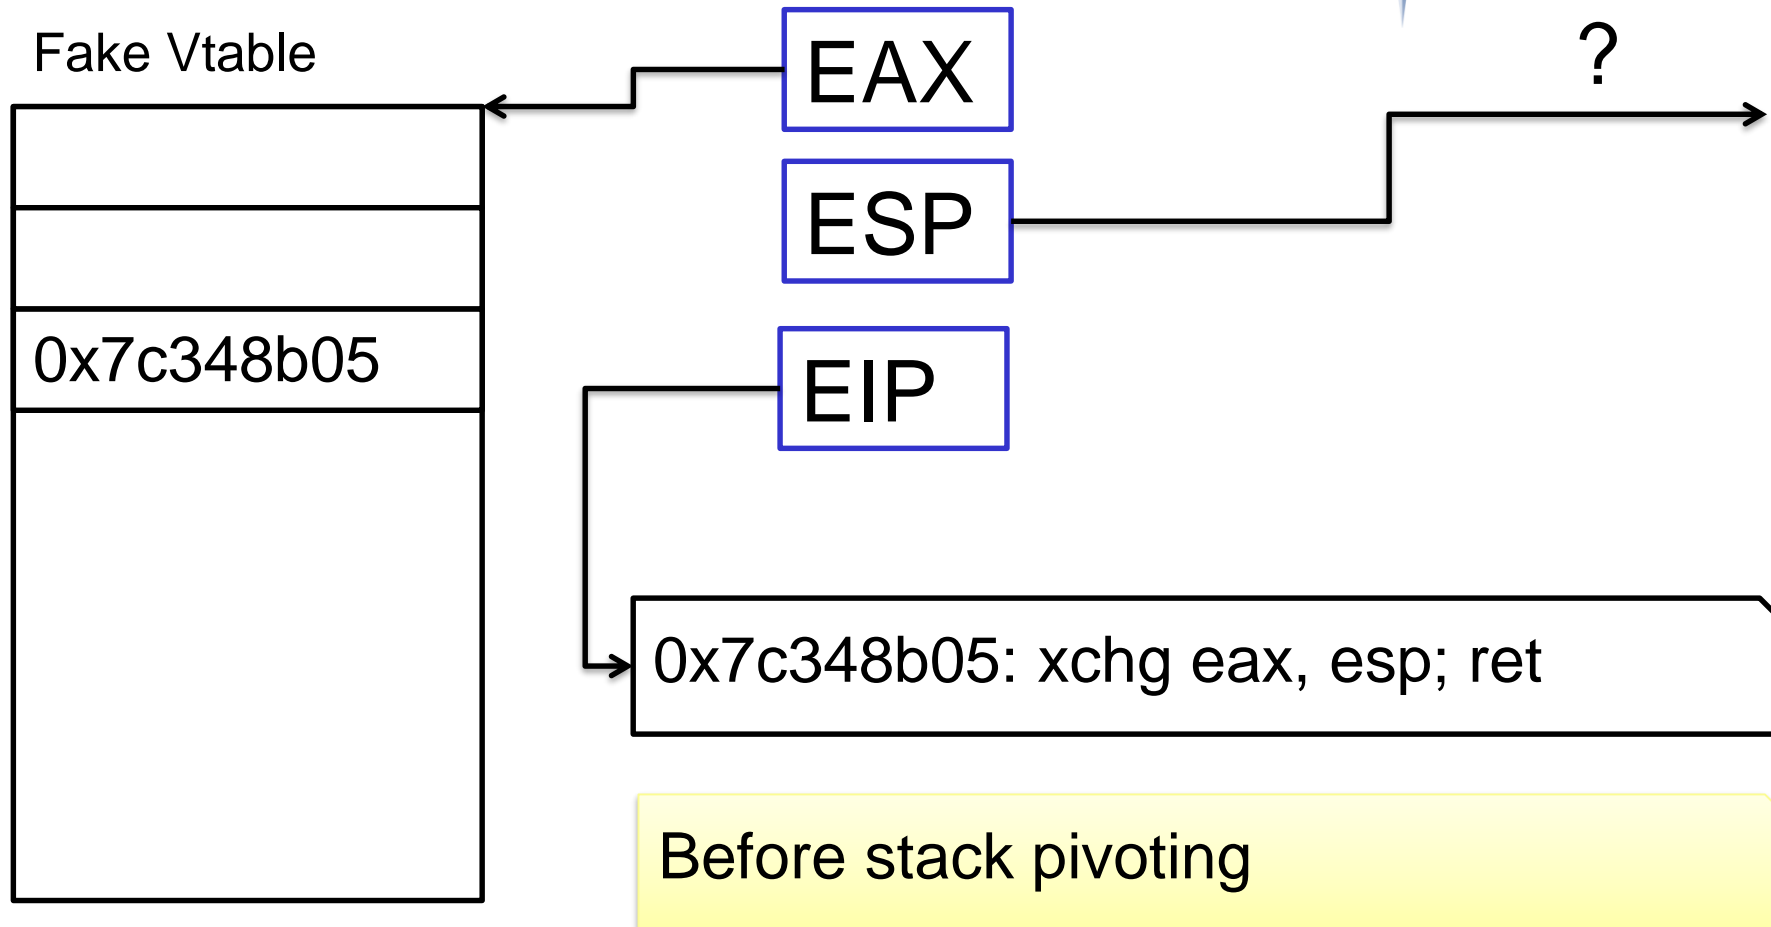 Fake Vtable
EAX
?
ESP
0x7c348b05
EIP
0x7c348b05: xchg eax, esp; ret
Before stack pivoting